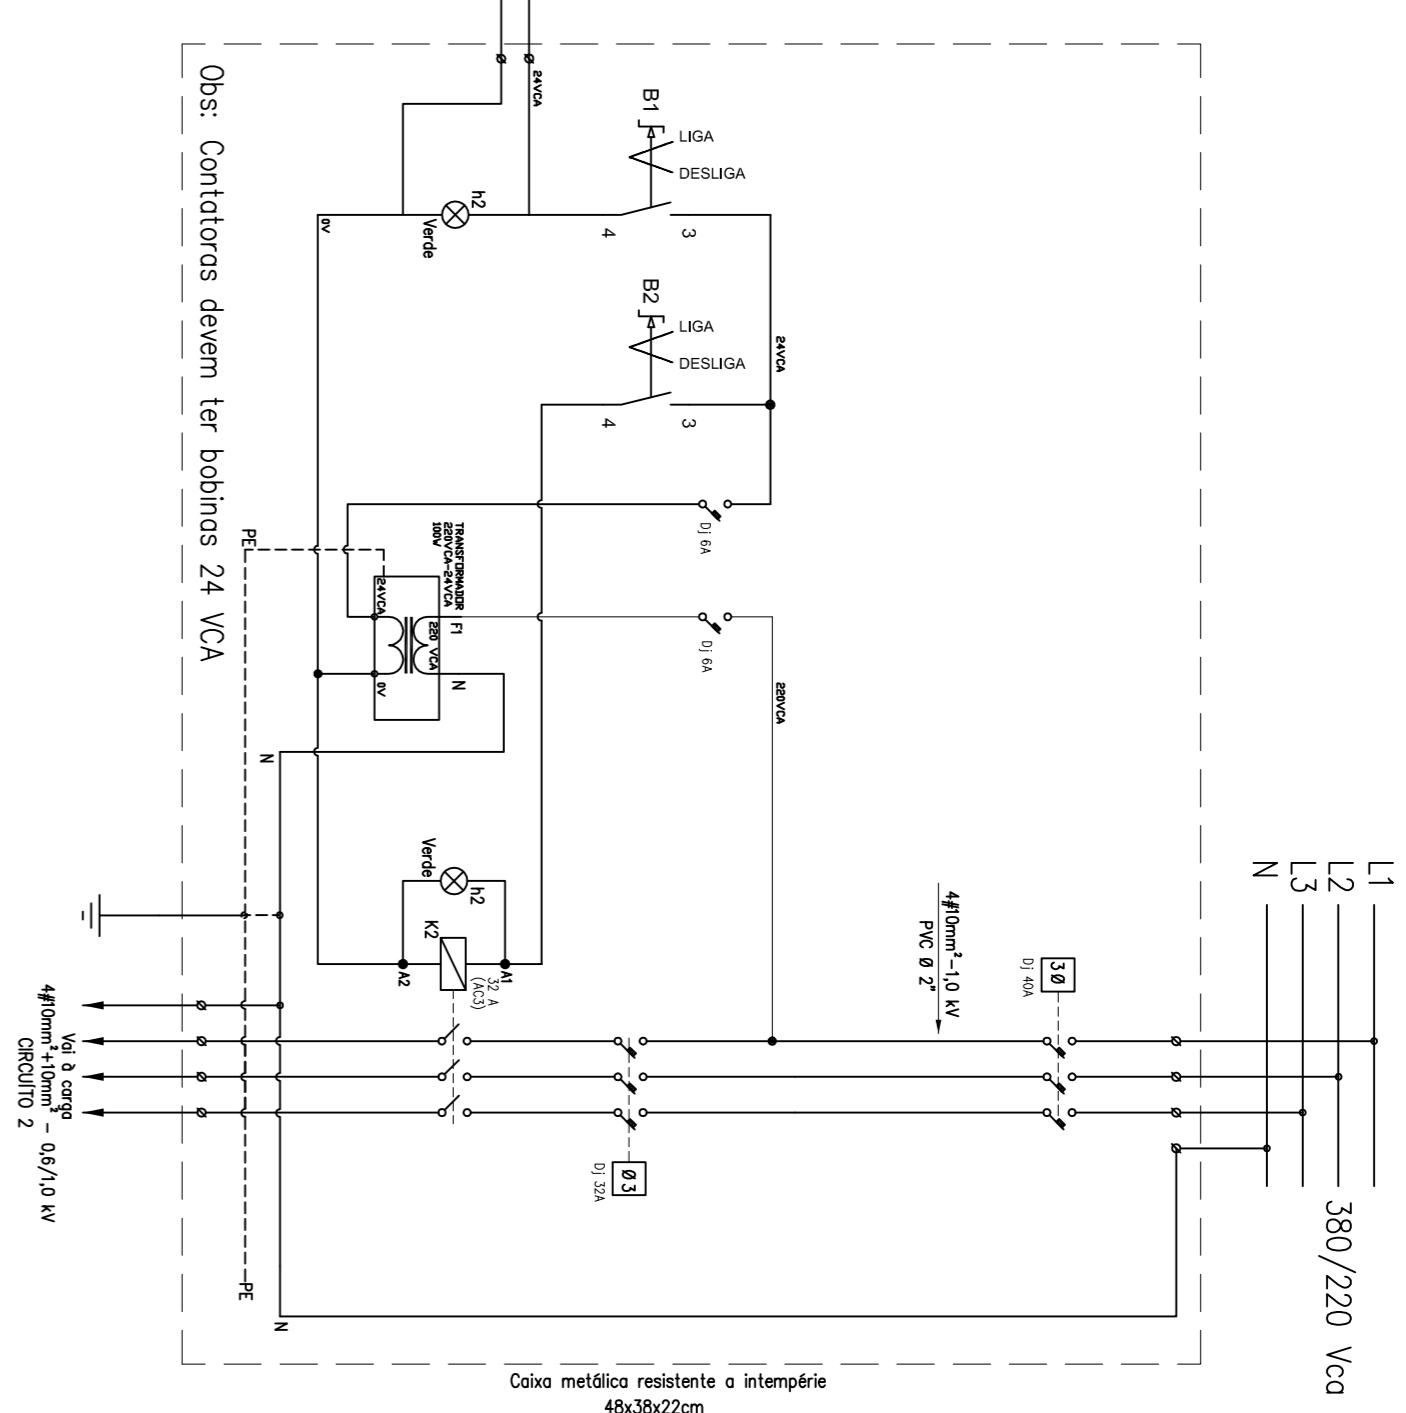 24VCA
B1
LIGA
DESLIGA
h2
Verde
4
3
0V
B2
LIGA
DESLIGA
4
3
24VCA
Dj 6A
TRANSFORMADOR
220VCA-24VCA
100W
24VCA
0V
220 VCA
F1
N
Dj 6A
220VCA
PE
N
Obs: Contatoras devem ter bobinas 24 VCA
Verde
h2
K2
A1
A2
32 A
(AC3)
4#10mm²-1,0 kV
PVC Ø 2"
3Ø
Dj 40A
L1
L2
L3
N
380/220 Vca
Ø3
Dj 32A
Vai à carga
4#10mm²+10mm² - 0,6/1,0 kV
CIRCUÍTO 2
PE
N
Caixa metálica resistente a intempérie
48x38x22cm